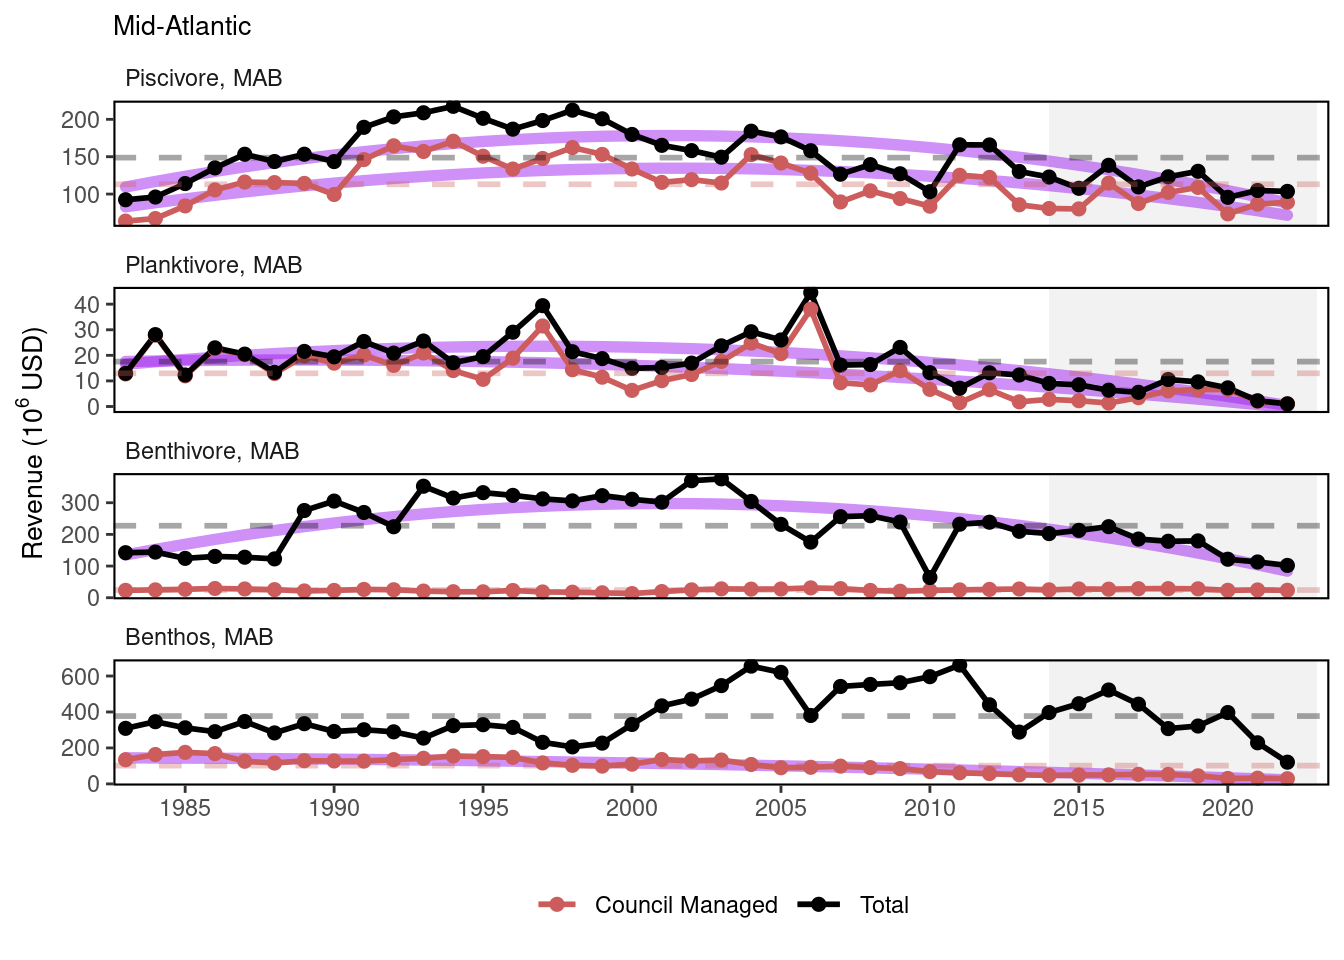 Mid-Atlantic
Piscivore, MAB
200
150
100
Planktivore, MAB
40
30
20
10
0
Benthivore, MAB
300
200
100
0
Benthos, MAB
600
400
200
0
Revenue (10⁶ USD)
1985 1990 1995 2000 2005 2010 2015 2020
Council Managed Total